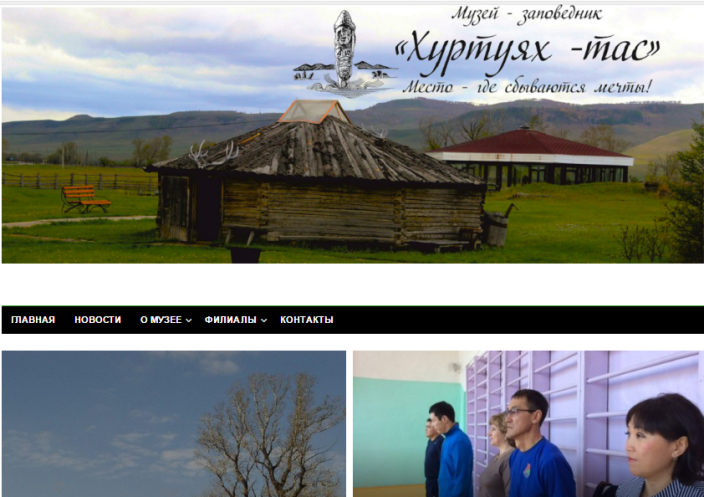 Музей - заповедник
«Хуртуях -тас»
Место - где сбываются мечты!
ГЛАВНАЯ НОВОСТИ О МУЗЕЕ ФИЛИАЛЫ КОНТАКТЫ